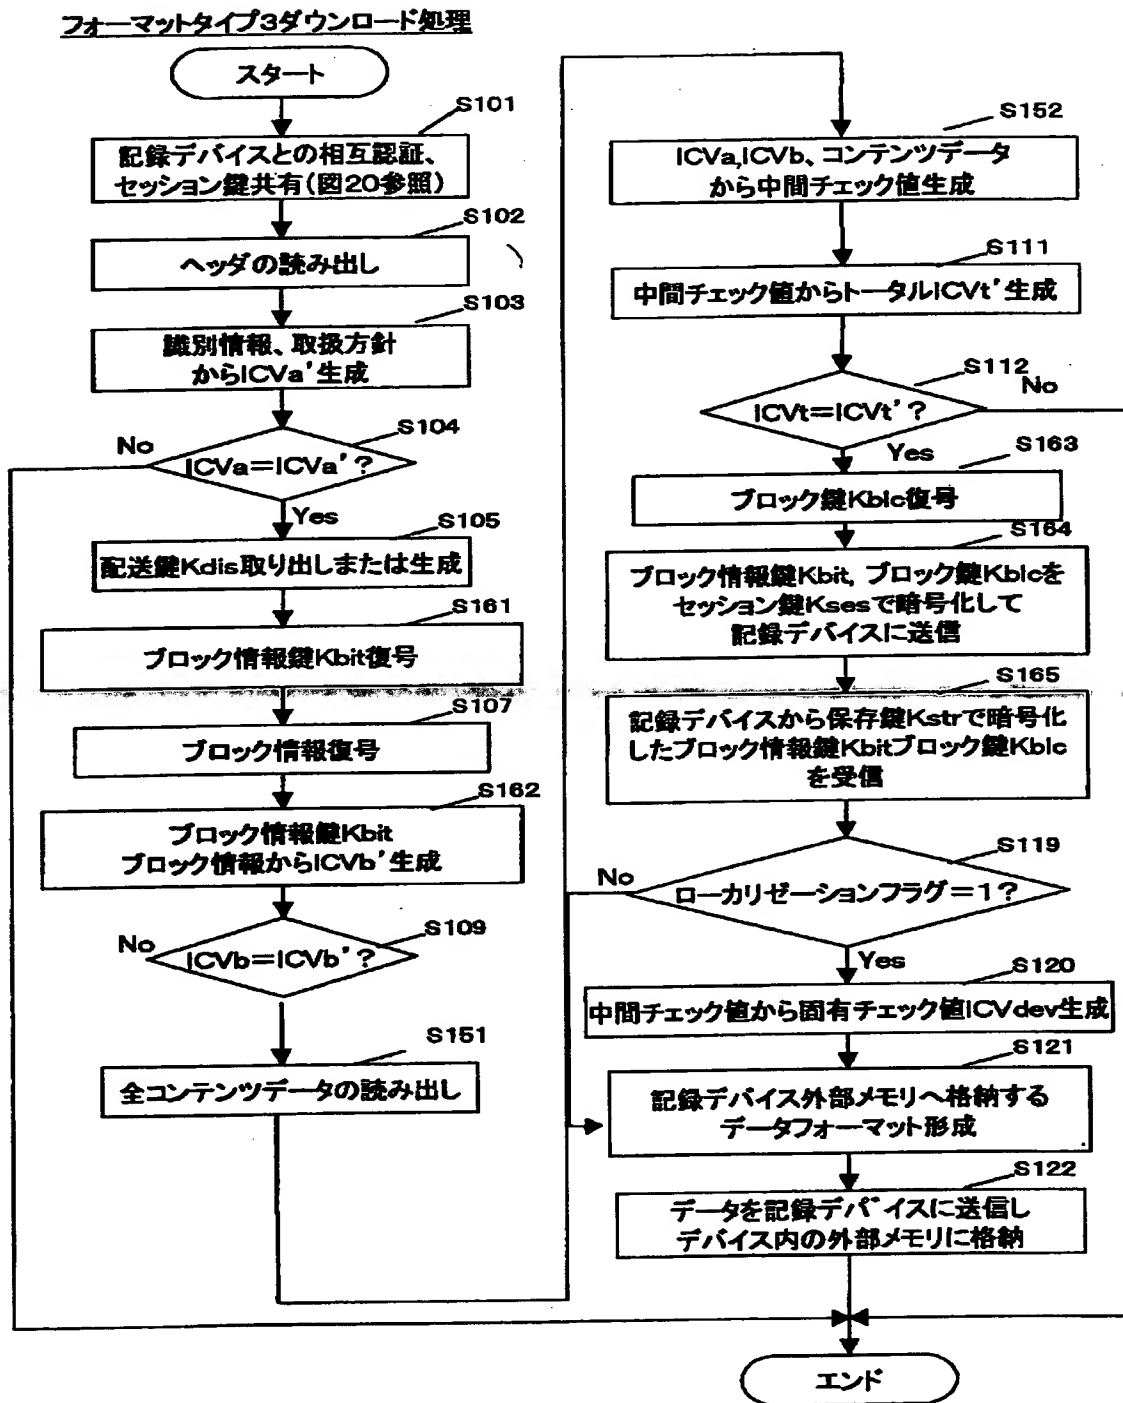 フォーマットタイプ3ダウンロード処理
スタート
S101
記録デバイスとの相互認証、
セッション鍵共有(図20参照)
S102
ヘッダの読み出し
S103
識別情報、取扱方針
からICVa'生成
S104
No
ICVa=ICVa'?
Yes
S105
配送鍵Kdis取り出しまたは生成
S161
ブロック情報鍵Kbit復号
S107
ブロック情報復号
S162
ブロック情報鍵Kbit
ブロック情報からICVb'生成
S109
No
ICVb=ICVb'?
S151
全コンテンツデータの読み出し
S152
ICVa,ICVb、コンテンツデータ
から中間チェック値生成
S111
中間チェック値からトータルICVt'生成
S112
No
ICVt=ICVt'?
Yes
S163
ブロック鍵Kblc復号
S164
ブロック情報鍵Kbit,ブロック鍵Kblcを
セッション鍵Ksesで暗号化して
記録デバイスに送信
S165
記録デバイスから保存鍵Kstrで暗号化
したブロック情報鍵Kbitブロック鍵Kblc
を受信
S119
No
ローカリゼーションフラグ=1?
Yes
S120
中間チェック値から固有チェック値ICVdev生成
S121
記録デバイス外部メモリへ格納する
データフォーマット形成
S122
データを記録デバイスに送信し
デバイス内の外部メモリに格納
エンド